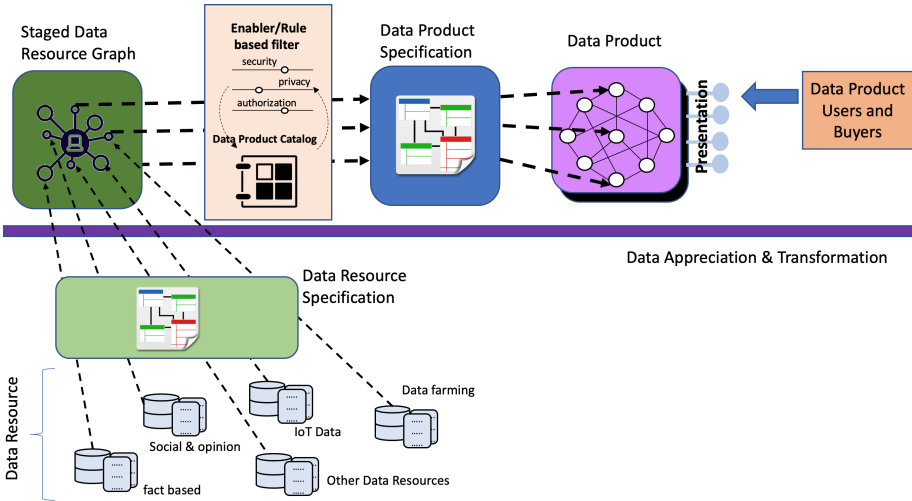 Staged Data
Resource Graph
Enabler/Rule
based filter
security
privacy
authorization
Data Product Catalog
Data Product
Specification
Data Product
Presentation
Data Product
Users and
Buyers
Data Appreciation & Transformation
Data Resource
Specification
Data Resource
Data farming
IoT Data
Social & opinion
Other Data Resources
fact based